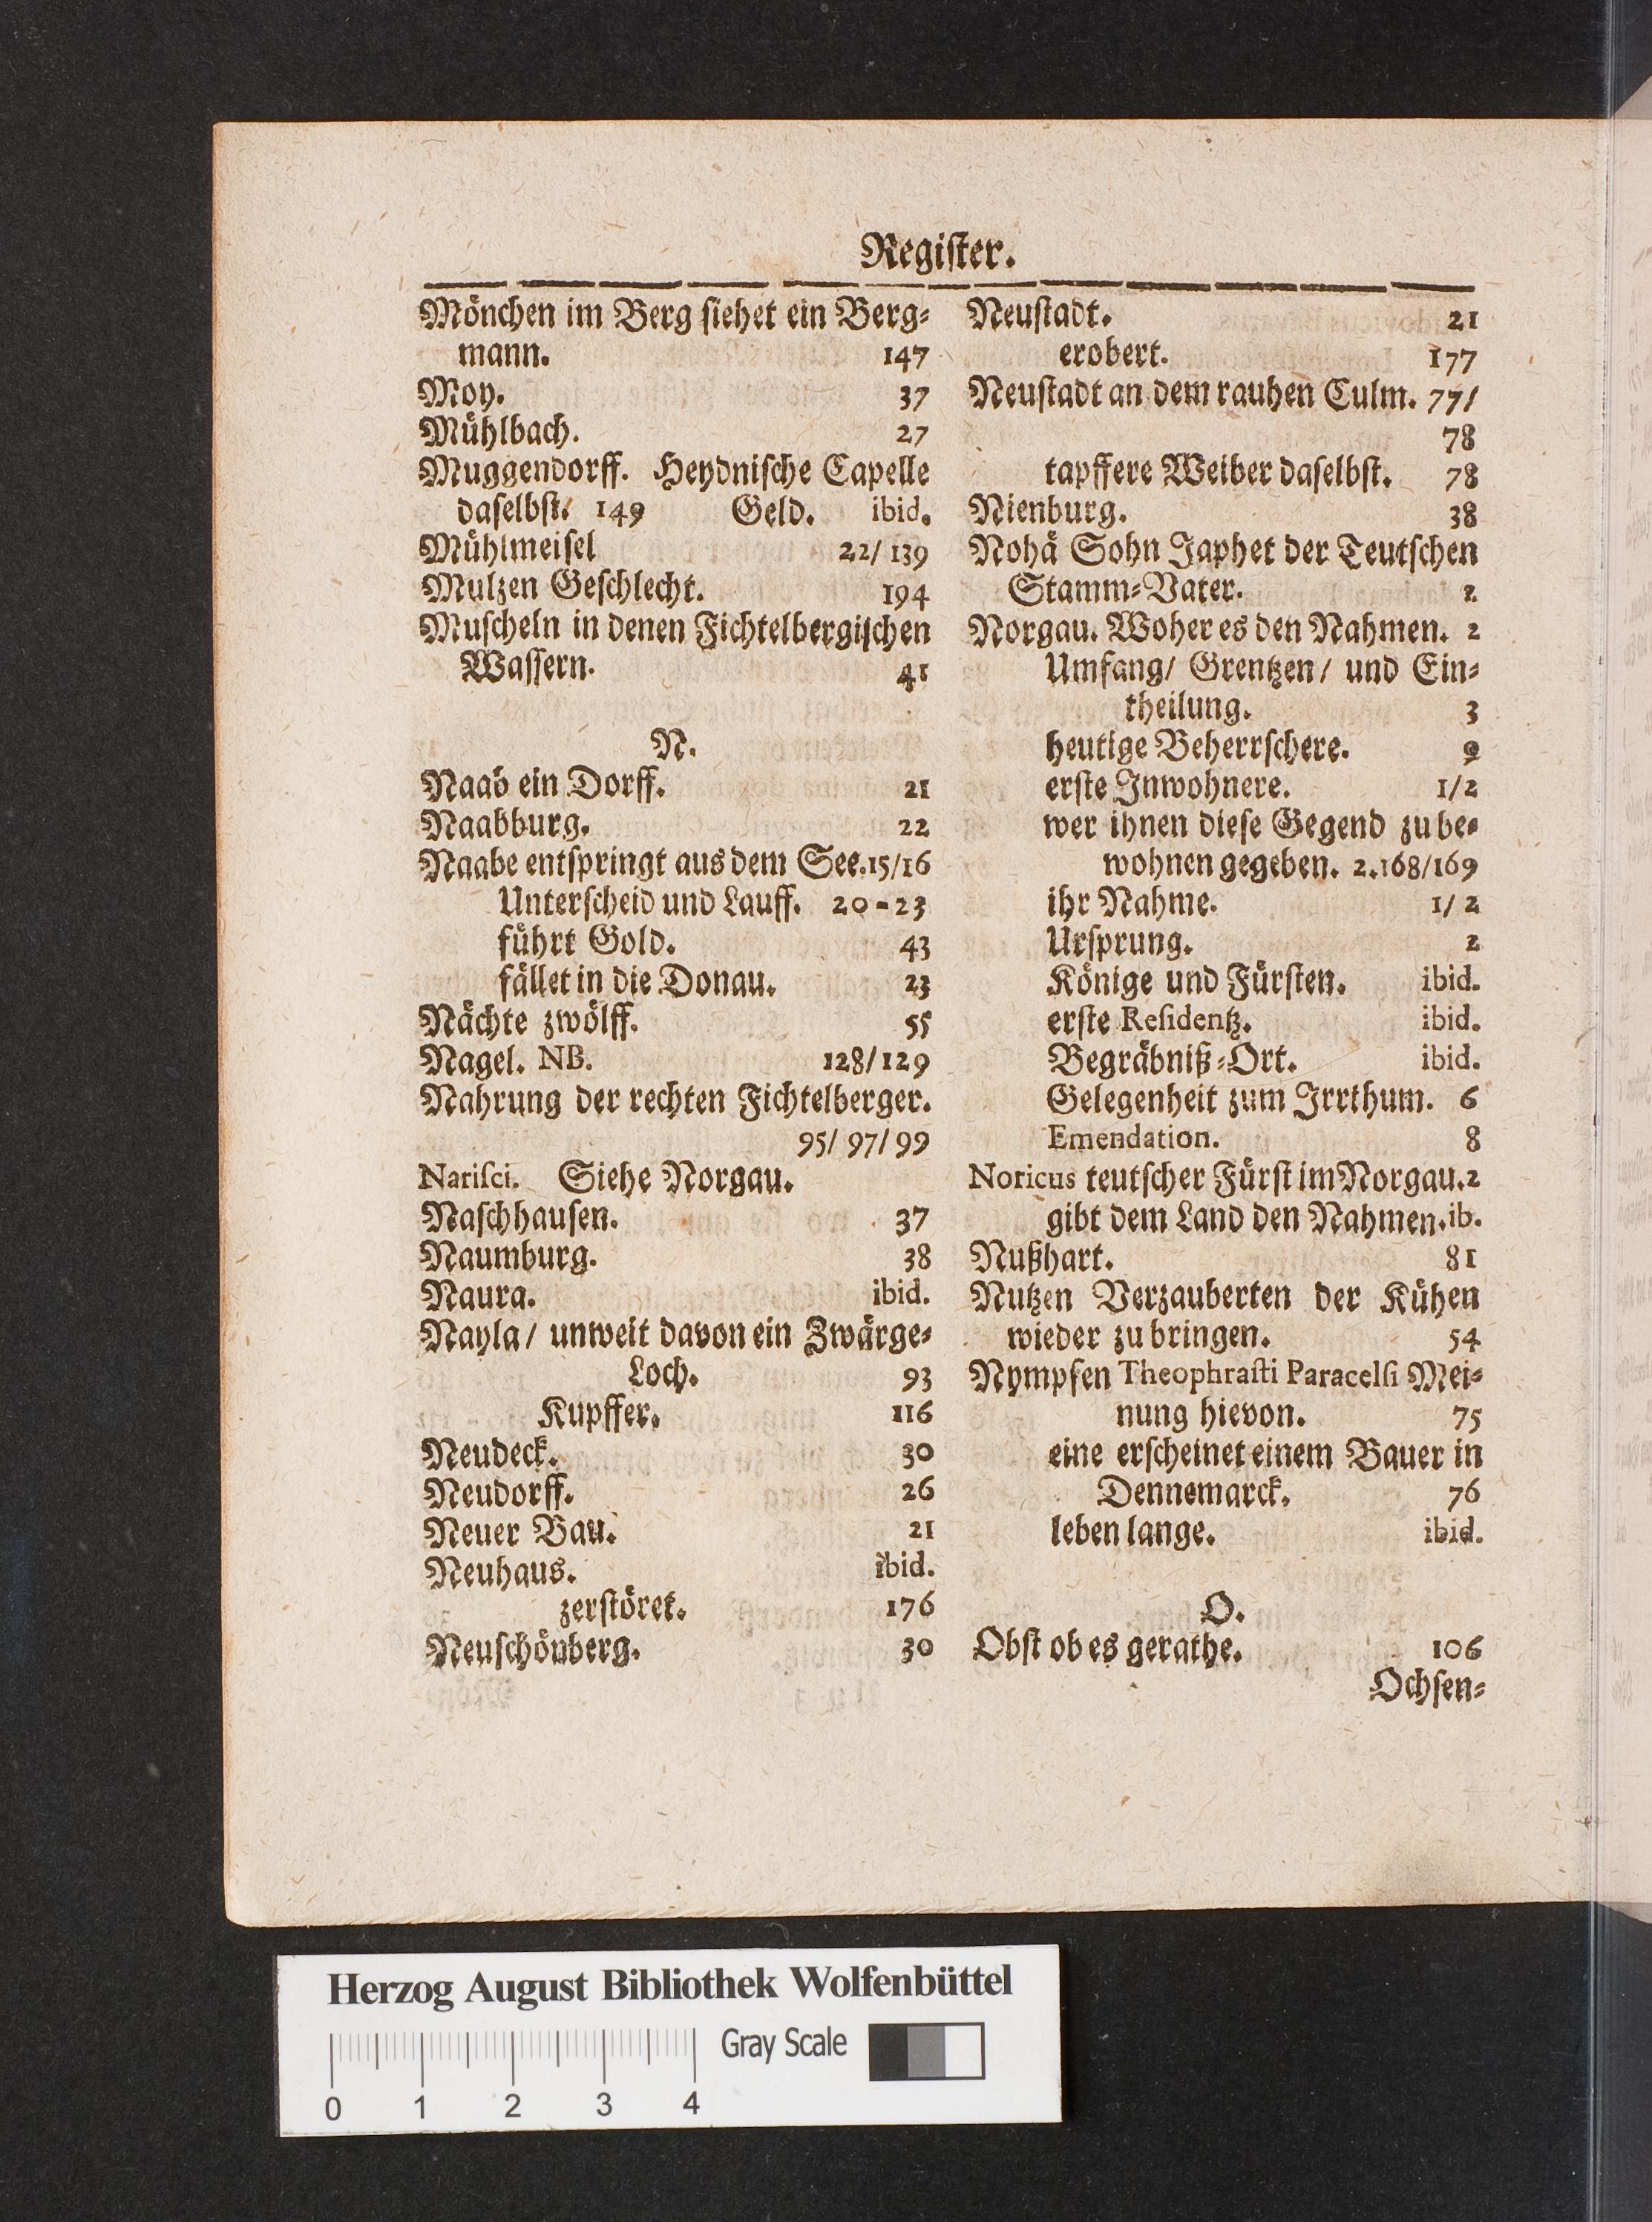 Regiſter.
Mönchen im Berg ſiehet ein Berg⸗
mann. 147
Moy. 37
Mühlbach. 27
Muggendorff. Heydniſche Capelle
daſelbſt. 149 Geld. ibid.
Mühlmeiſel 22/139
Mulzen Geſchlecht. 194
Muſcheln in denen Fichtelbergiſchen
Waſſern. 41
N.
Naab ein Dorff. 21
Naabburg. 22
Naabe entſpringt aus dem See. 15/16
Unterſcheid und Lauff. 20-23
führt Gold. 43
fället in die Donau. 23
Nächte zwölff. 55
Nagel. NB. 128/129
Nahrung der rechten Fichtelberger.
95/97/99
Nariſci. Siehe Norgau.
Naſchhauſen. 37
Naumburg. 38
Naura. ibid.
Nayla/ unweit davon ein Zwärge⸗
Loch. 93
Kupffer. 116
Neudeck. 30
Neudorff. 26
Neuer Bau. 21
Neuhaus. ibid.
zerſtöret. 176
Neuſchönberg. 30
Neuſtadt. 21
erobert. 177
Neuſtadt an dem rauhen Culm. 77/
78
tapffere Weiber daſelbſt. 78
Nienburg. 38
Nohä Sohn Japhet der Teutſchen
Stamm⸗Vater. 2
Norgau. Woher es den Nahmen. 2
Umfang/ Grentzen/ und Ein⸗
theilung. 3
heutige Beherrſchere. 9
erſte Inwohnere. 1/2
wer ihnen dieſe Gegend zu be⸗
wohnen gegeben. 2.168/169
ihr Nahme. 1/2
Urſprung. 2
Könige und Fürſten. ibid.
erſte Reſidentz. ibid.
Begräbniß⸗Ort. ibid.
Gelegenheit zum Irrthum. 6
Emendation. 8
Noricus teutſcher Fürſt im Norgau. 2
gibt dem Land den Nahmen. ib.
Nußhart. 81
Nutzen Verzauberten der Kühen
wieder zu bringen. 54
Nympfen Theophraſti Paracelſi Mei⸗
nung hievon. 75
eine erſcheinet einem Bauer in
Dennemarck. 76
leben lange. ibid.
O.
Obſt ob es gerathe. 106
Ochſen⸗
Herzog August Bibliothek Wolfenbüttel
Gray Scale
0 1 2 3 4